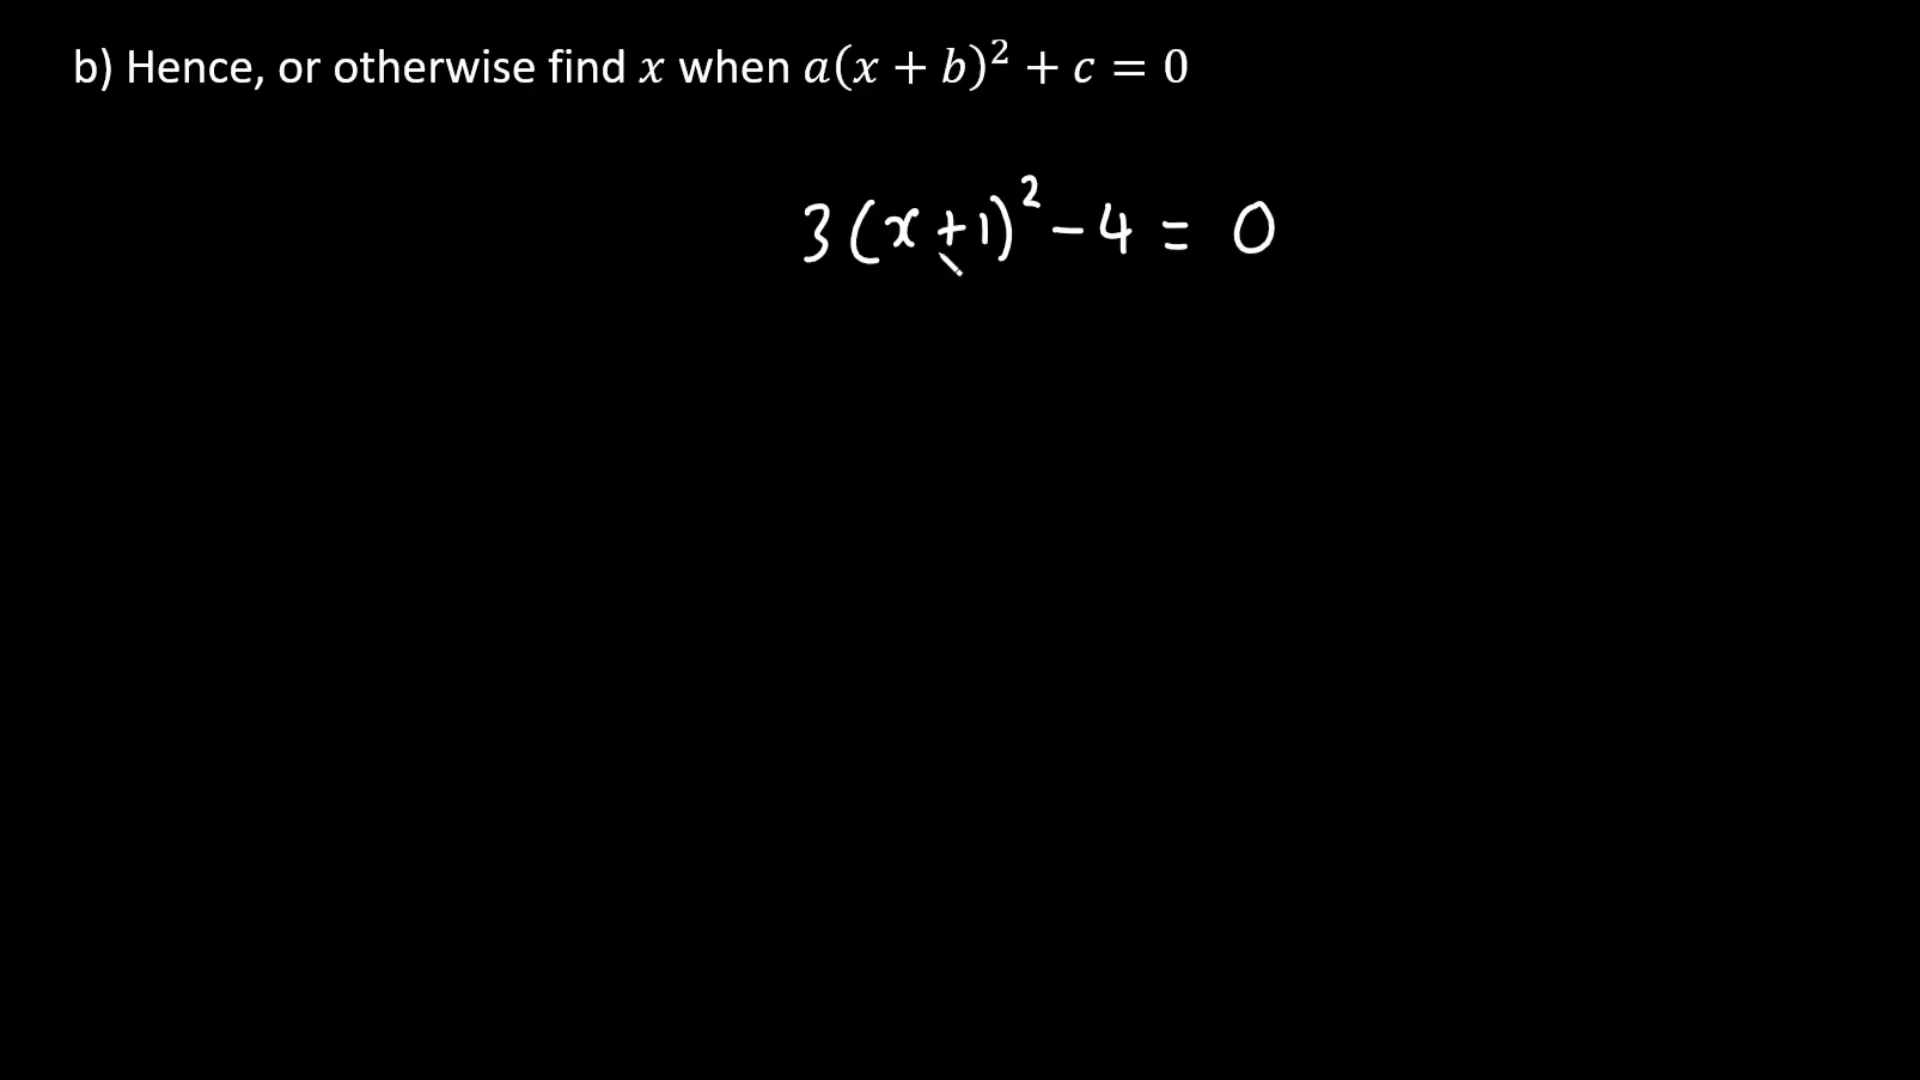 b) Hence, or otherwise find x when a(x + b)² + c = 0
3(x+1)² - 4 = 0